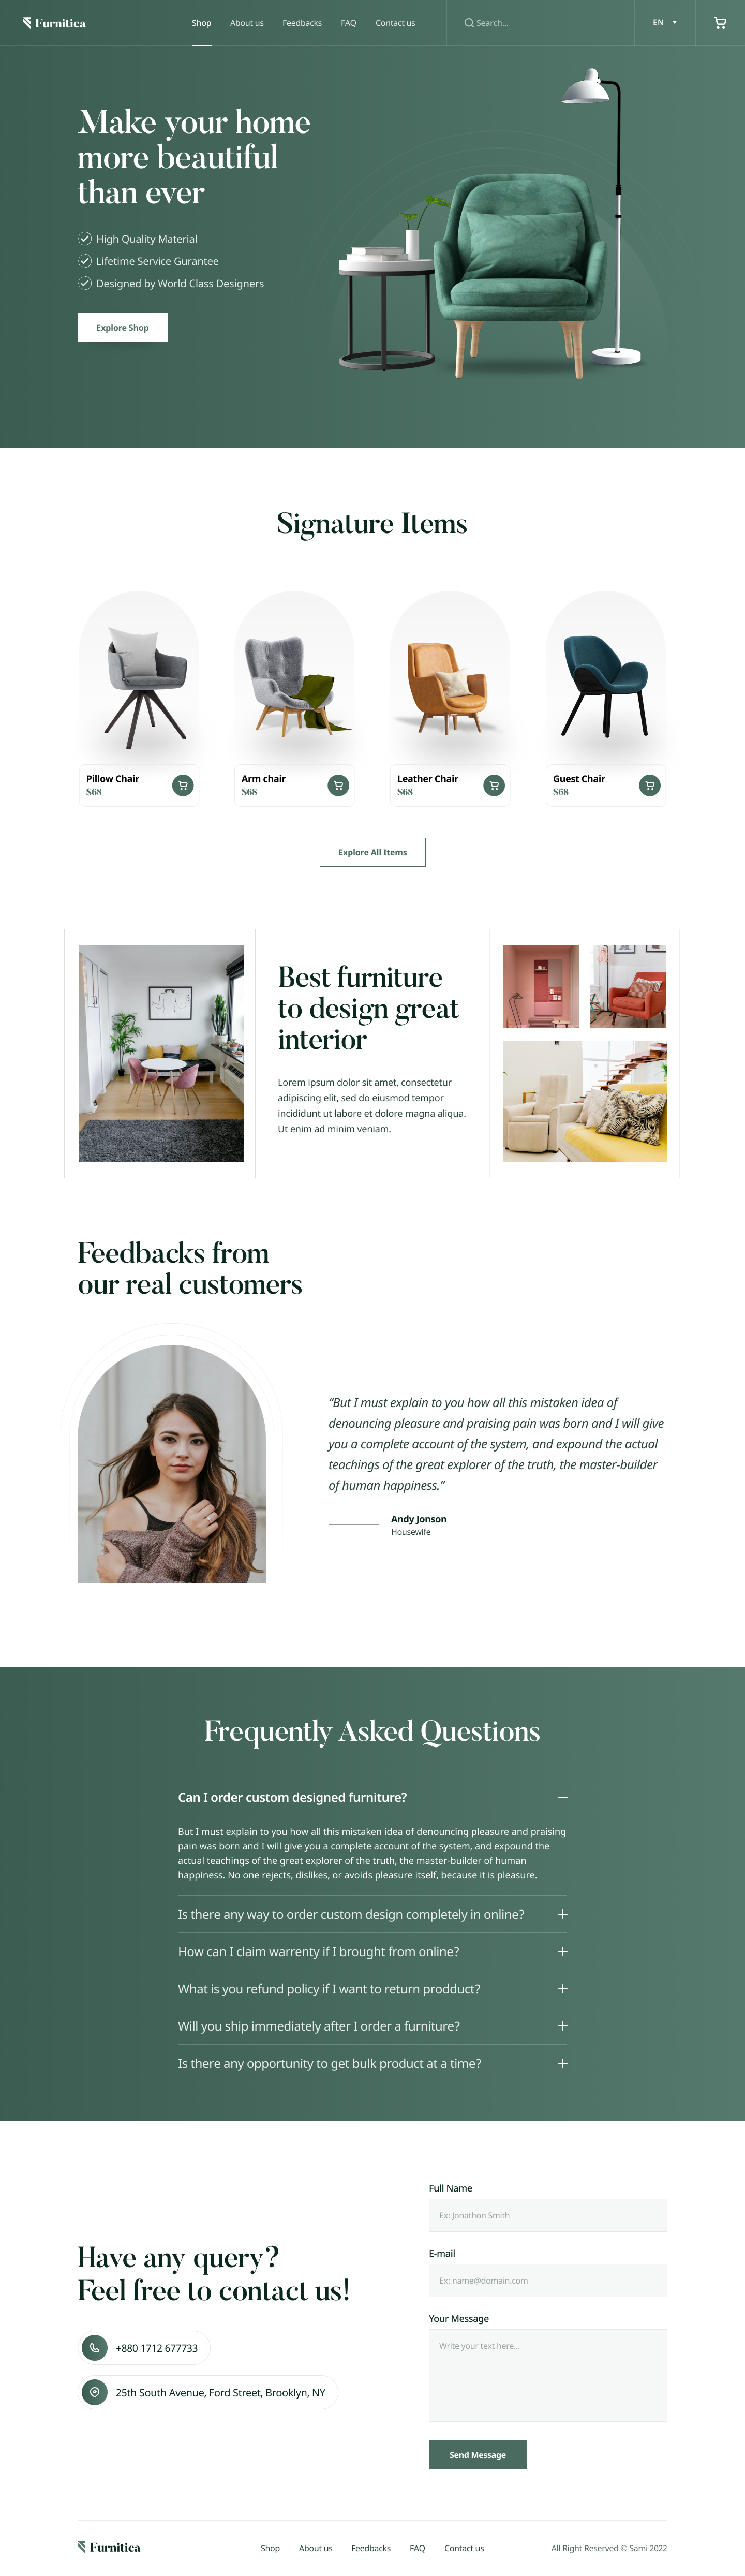 Furnitica
Shop About us Feedbacks FAQ Contact us
Search...
EN
Make your home
more beautiful
than ever
High Quality Material
Lifetime Service Gurantee
Designed by World Class Designers
Explore Shop
Signature Items
Pillow Chair
$68
Arm chair
$68
Leather Chair
$68
Guest Chair
$68
Explore All Items
Best furniture
to design great
interior
Lorem ipsum dolor sit amet, consectetur
adipiscing elit, sed do eiusmod tempor
incididunt ut labore et dolore magna aliqua.
Ut enim ad minim veniam.
Feedbacks from
our real customers
“But I must explain to you how all this mistaken idea of
denouncing pleasure and praising pain was born and I will give
you a complete account of the system, and expound the actual
teachings of the great explorer of the truth, the master-builder
of human happiness.”
Andy Jonson
Housewife
Frequently Asked Questions
Can I order custom designed furniture?
But I must explain to you how all this mistaken idea of denouncing pleasure and praising
pain was born and I will give you a complete account of the system, and expound the
actual teachings of the great explorer of the truth, the master-builder of human
happiness. No one rejects, dislikes, or avoids pleasure itself, because it is pleasure.
Is there any way to order custom design completely in online?
How can I claim warrenty if I brought from online?
What is you refund policy if I want to return prodduct?
Will you ship immediately after I order a furniture?
Is there any opportunity to get bulk product at a time?
Have any query?
Feel free to contact us!
+880 1712 677733
25th South Avenue, Ford Street, Brooklyn, NY
Full Name
Ex: Jonathon Smith
E-mail
Ex: name@domain.com
Your Message
Write your text here...
Send Message
Furnitica
Shop About us Feedbacks FAQ Contact us
All Right Reserved © Sami 2022